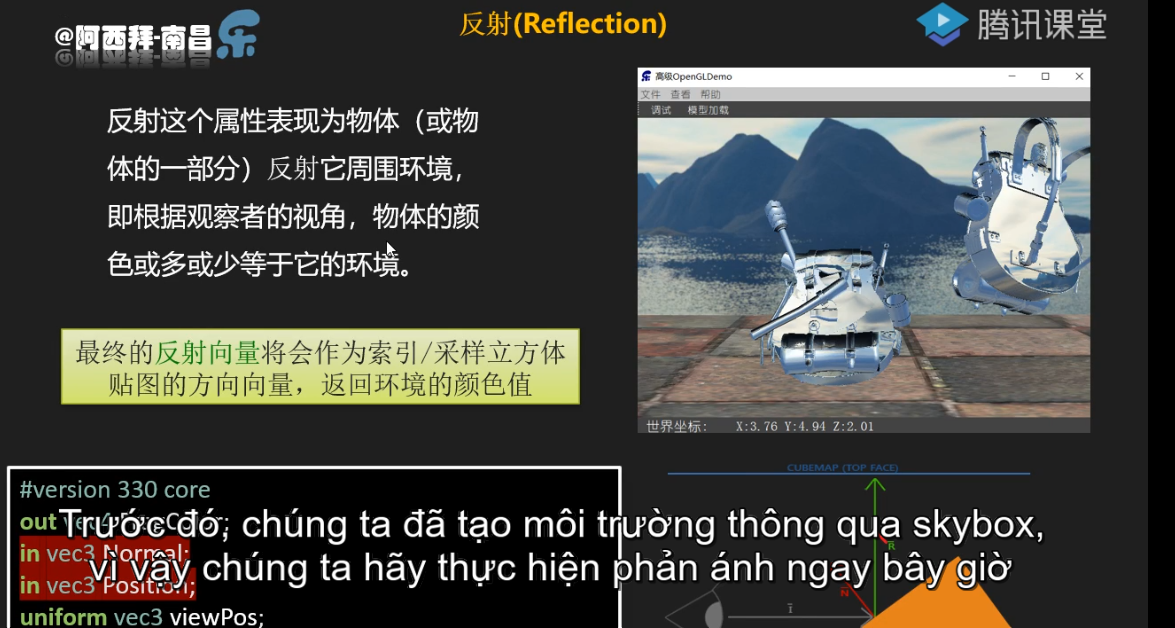 @阿西拜-南昌
反射(Reflection)
腾讯课堂
反射这个属性表现为物体（或物
体的一部分）反射它周围环境，
即根据观察者的视角，物体的颜
色或多或少等于它的环境。
最终的反射向量将会作为索引/采样立方体
贴图的方向向量，返回环境的颜色值
高级OpenGLDemo
文件 查看 帮助
调试 模型加载
世界坐标： X:3.76 Y:4.94 Z:2.01
#version 330 core
out vec4 FragColor;
in vec3 Normal;
in vec3 Position;
uniform vec3 viewPos;
CUBEMAP (TOP FACE)
R
N
I
Trước đó, chúng ta đã tạo môi trường thông qua skybox,
vì vậy chúng ta hãy thực hiện phản ánh ngay bây giờ